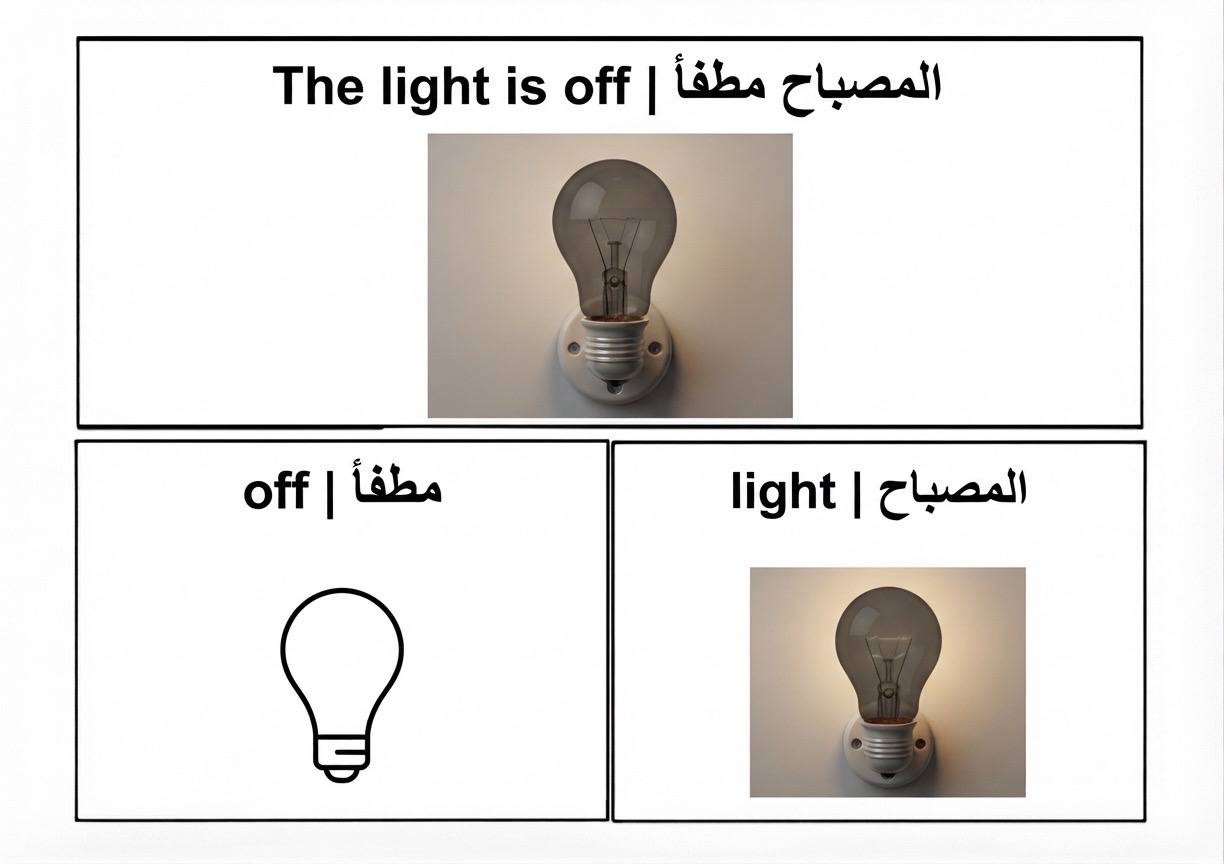 The light is off | المصباح مطفأ
off | مطفأ
light | المصباح